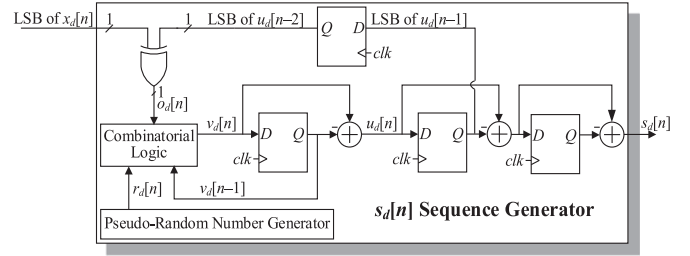 LSB of x_d[n] 1 1 LSB of u_d[n–2] Q D LSB of u_d[n–1]
clk
1
o_d[n]
Combinatorial Logic
v_d[n] D Q – + u_d[n] D Q – + D Q – + s_d[n]
clk clk clk
v_d[n–1]
r_d[n]
Pseudo-Random Number Generator
s_d[n] Sequence Generator